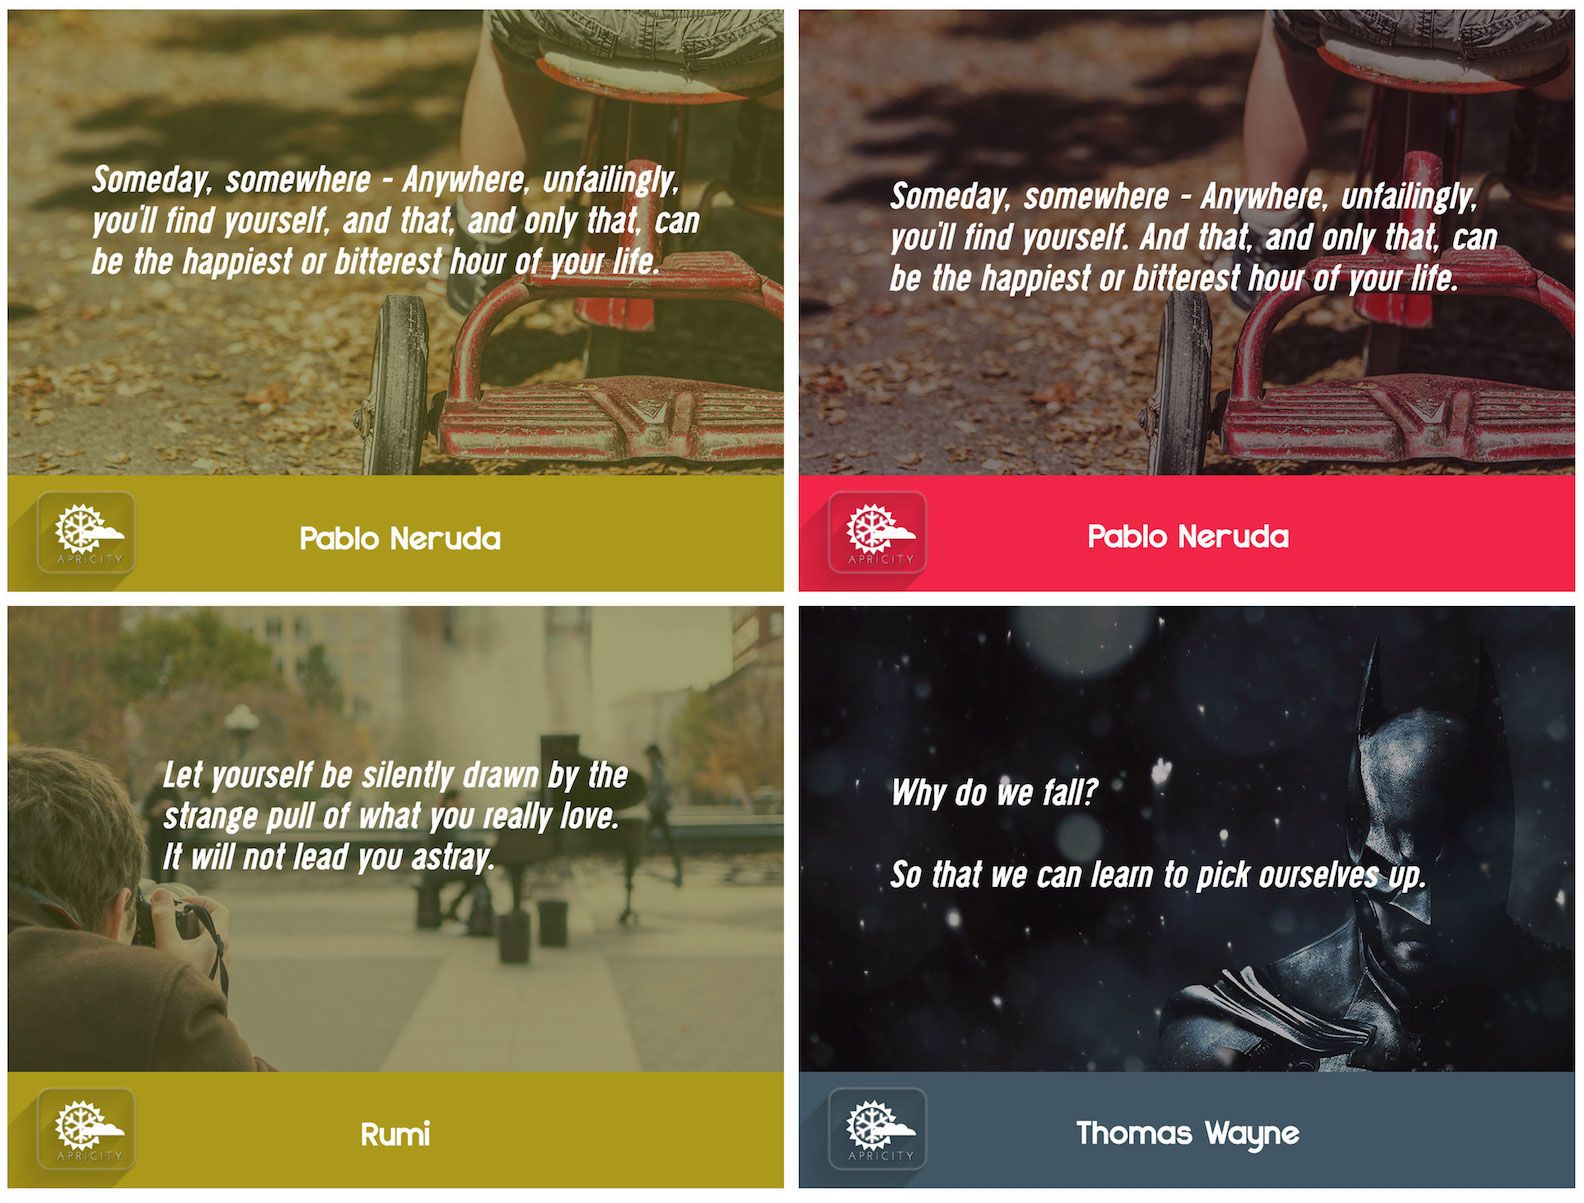 Someday, somewhere - Anywhere, unfailingly,
you'll find yourself, and that, and only that, can
be the happiest or bitterest hour of your life.
APRICITY
Pablo Neruda
Someday, somewhere - Anywhere, unfailingly,
you'll find yourself. And that, and only that, can
be the happiest or bitterest hour of your life.
APRICITY
Pablo Neruda
Let yourself be silently drawn by the
strange pull of what you really love.
It will not lead you astray.
APRICITY
Rumi
Why do we fall?
So that we can learn to pick ourselves up.
APRICITY
Thomas Wayne